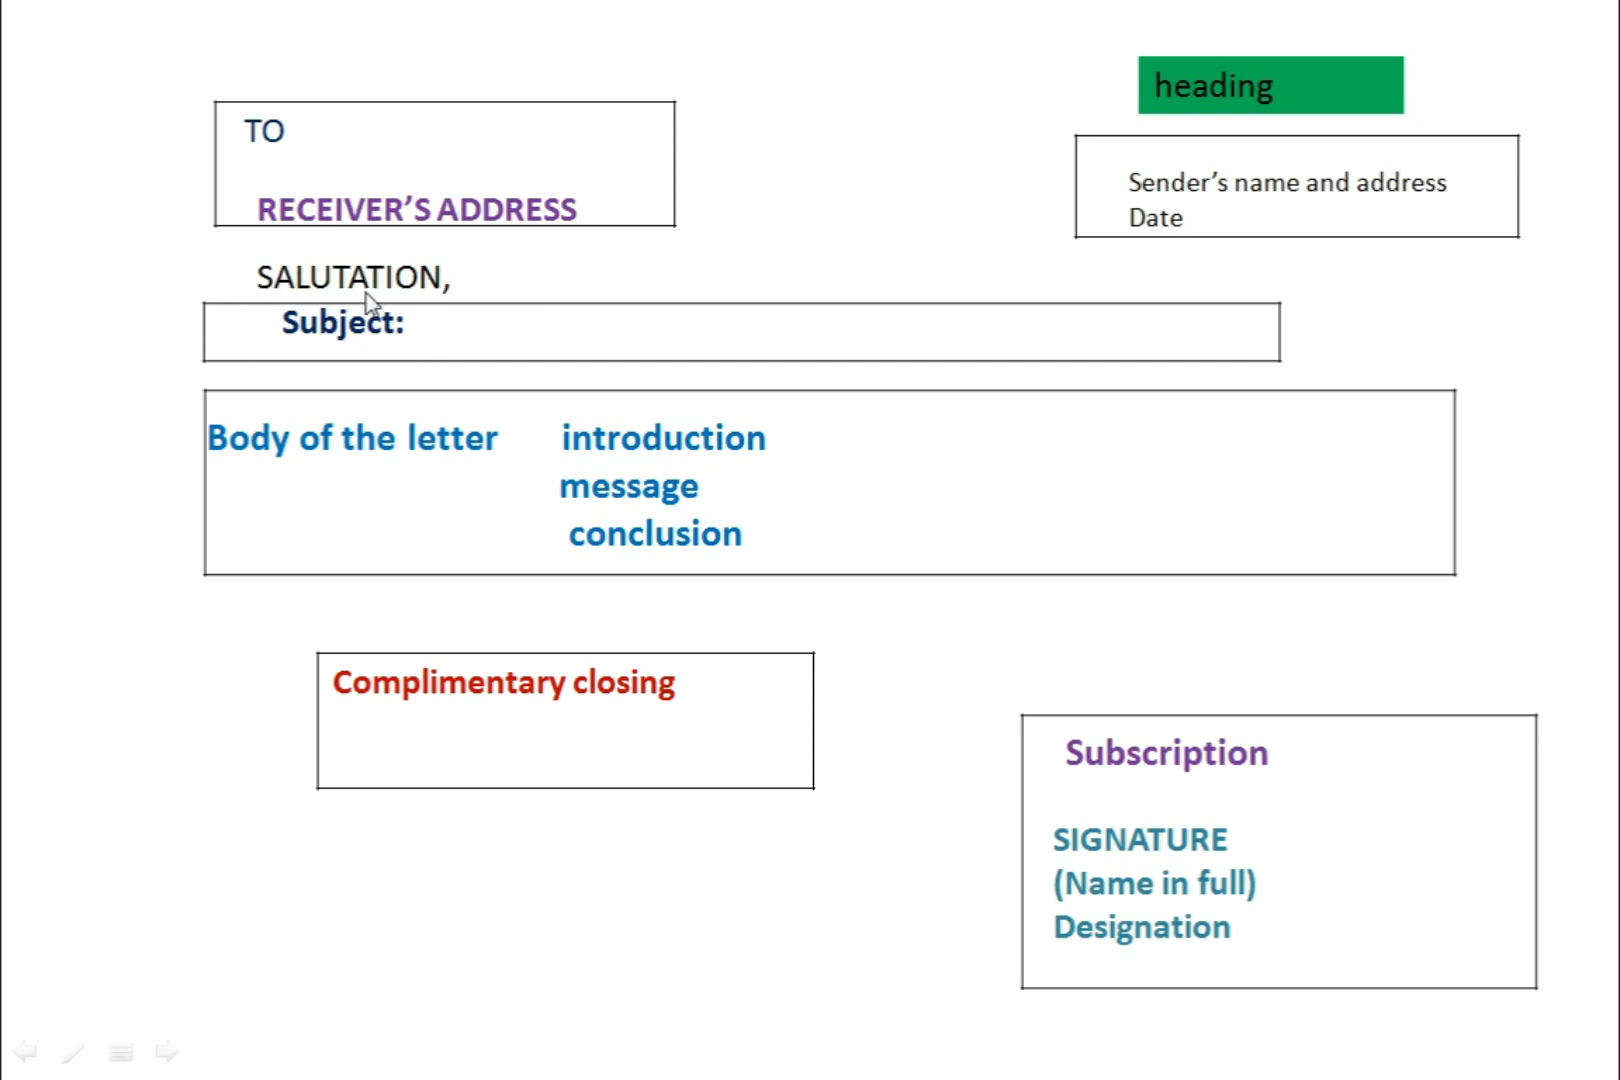 heading
TO
Sender’s name and address
Date
RECEIVER’S ADDRESS
SALUTATION,
Subject:
Body of the letter introduction
message
conclusion
Complimentary closing
Subscription
SIGNATURE
(Name in full)
Designation